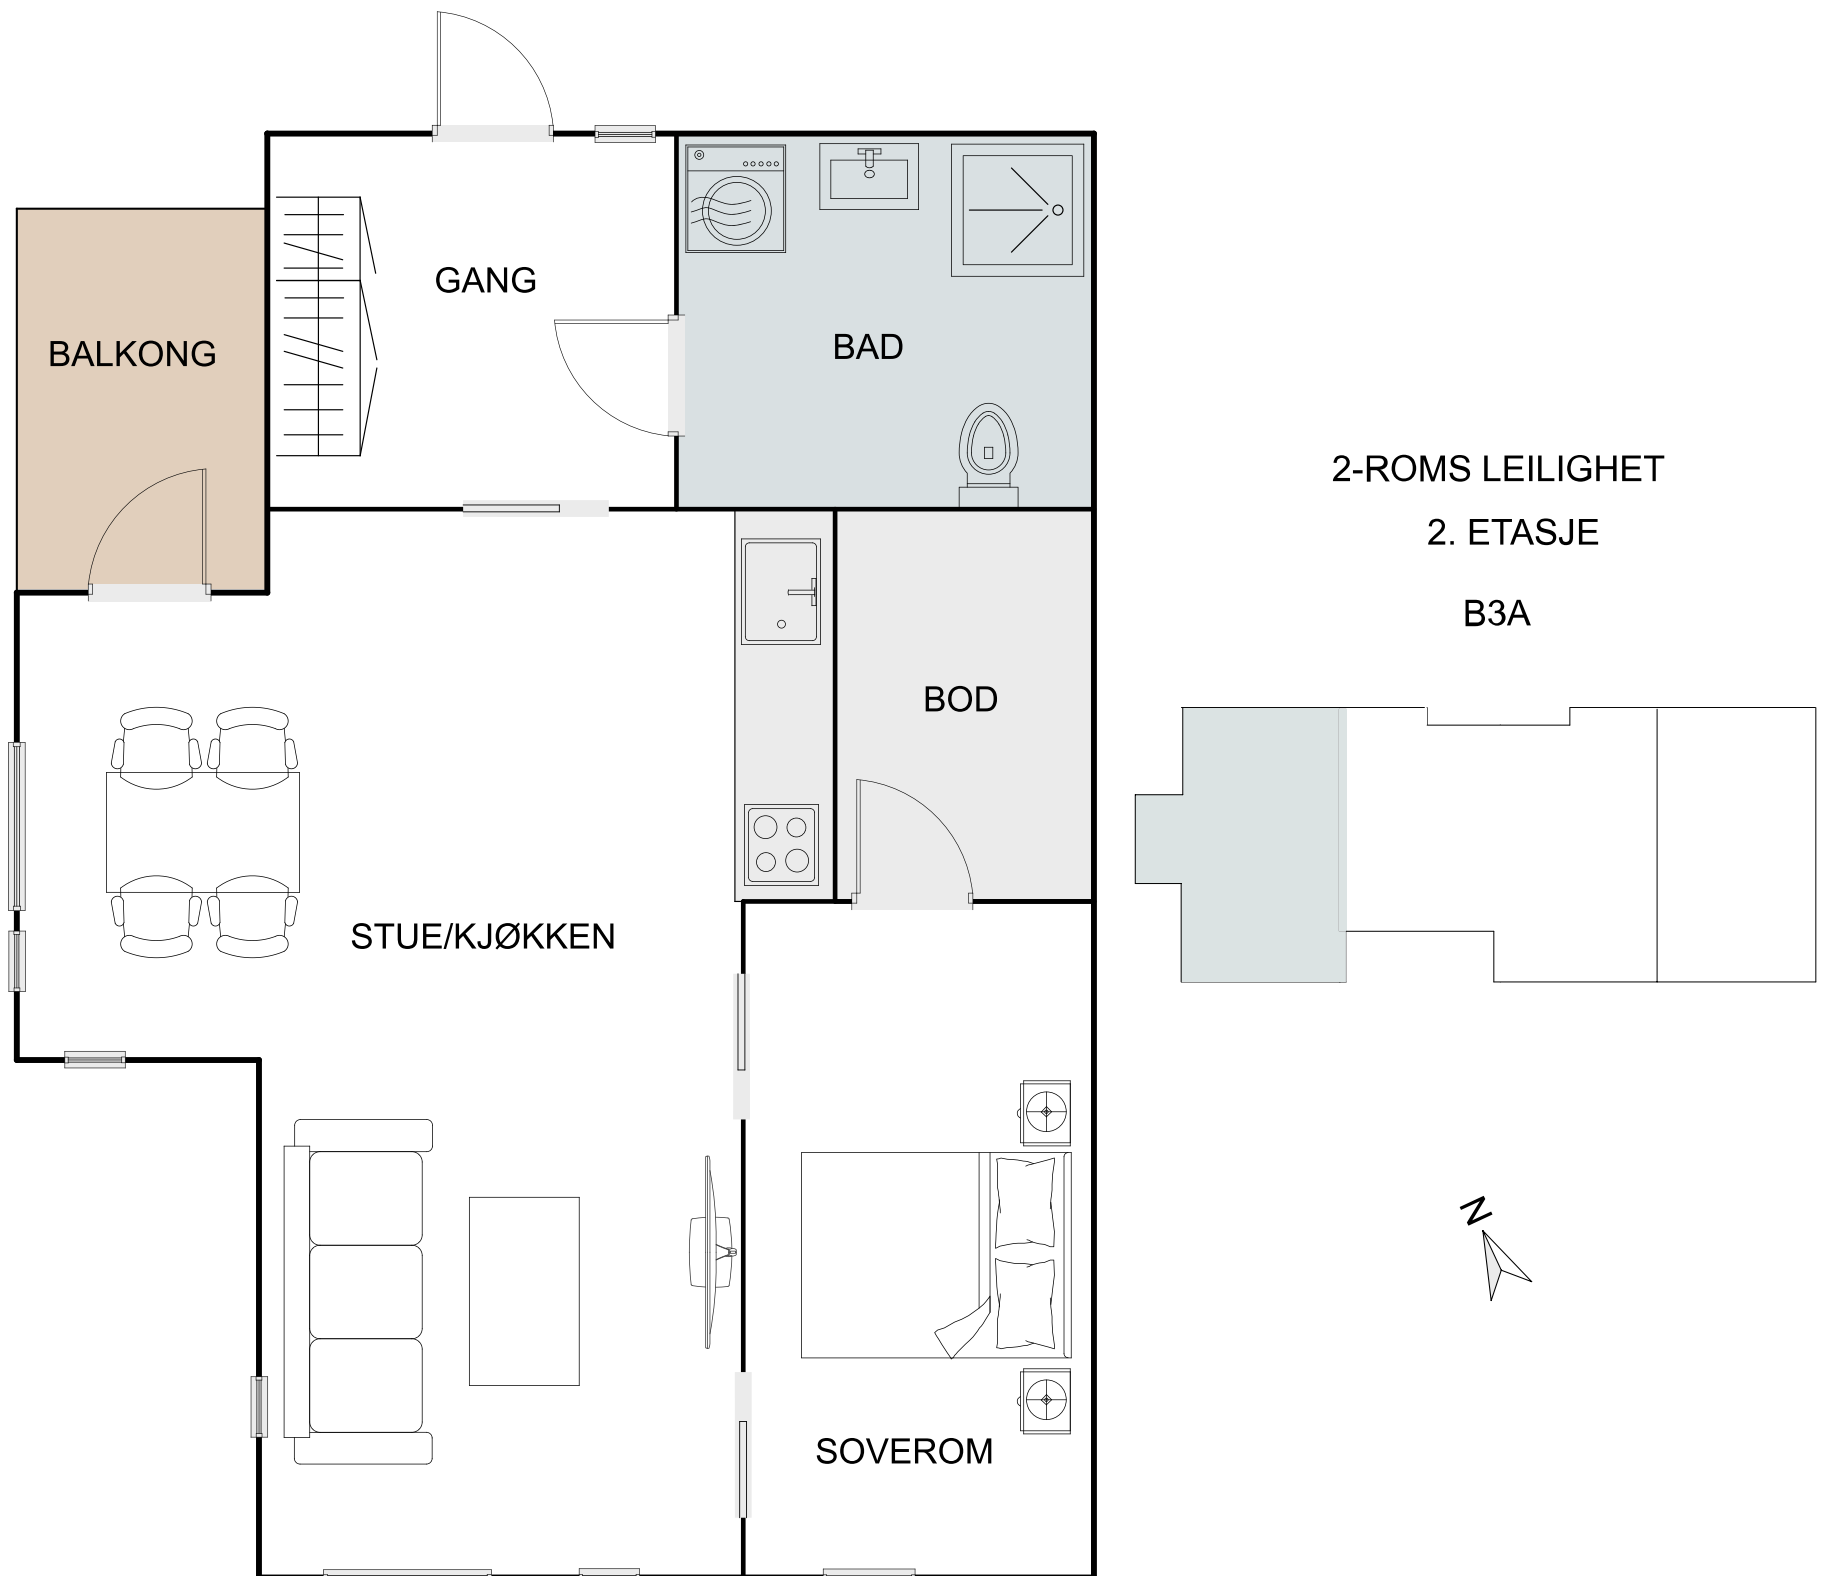 GANG
BALKONG
BAD
2-ROMS LEILIGHET
2. ETASJE
B3A
BOD
STUE/KJØKKEN
N
SOVEROM